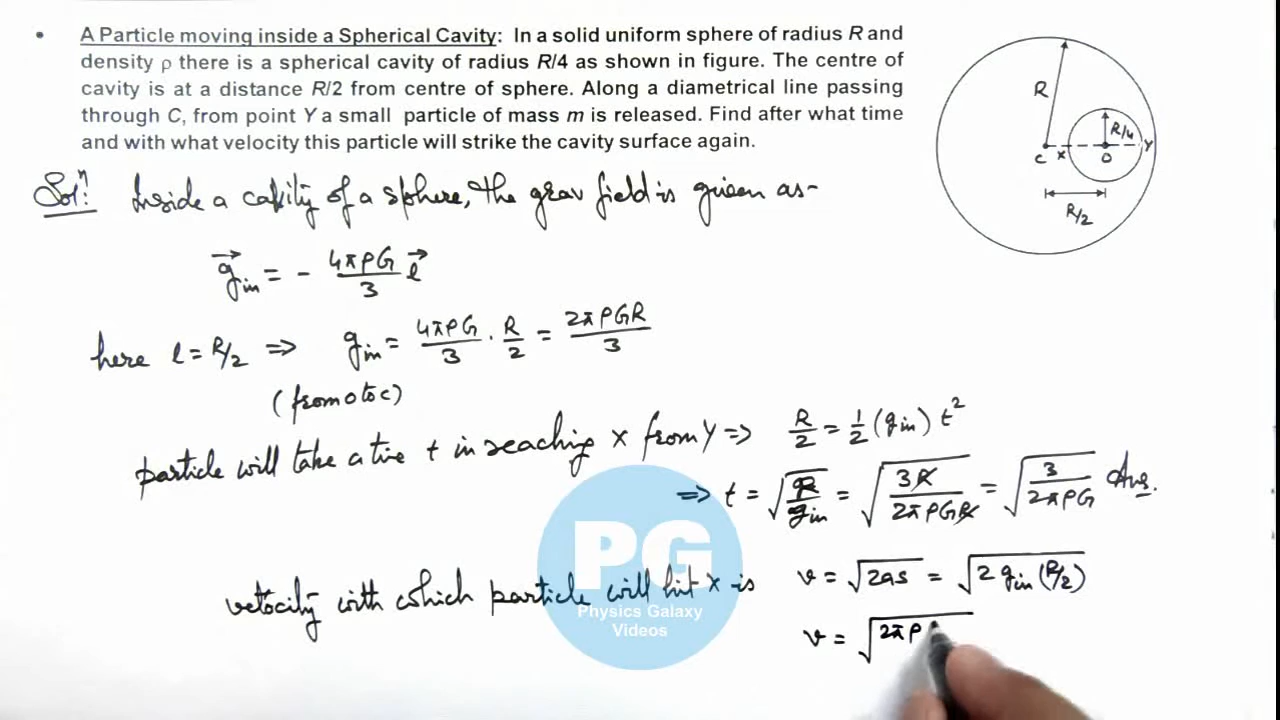 • A Particle moving inside a Spherical Cavity: In a solid uniform sphere of radius R and
density ρ there is a spherical cavity of radius R/4 as shown in figure. The centre of
cavity is at a distance R/2 from centre of sphere. Along a diametrical line passing
through C, from point Y a small particle of mass m is released. Find after what time
and with what velocity this particle will strike the cavity surface again.
R
R/4
C X O Y
R/2
Solⁿ: Inside a cavity of a sphere, the grav field is given as-
g⃗in = - 4πρG/3 l⃗
here l = R/2 ⇒ gin = 4πρG/3 · R/2 = 2πρGR/3
(from O to C)
particle will take a time t in reaching X from Y ⇒ R/2 = 1/2 (gin) t²
⇒ t = √(R/gin) = √(3R/2πρGR) = √(3/2πρG) Ans.
velocity with which particle will hit X is v = √2as = √2 gin (R/2)
v = √2πρ
PG
Physics Galaxy
Videos